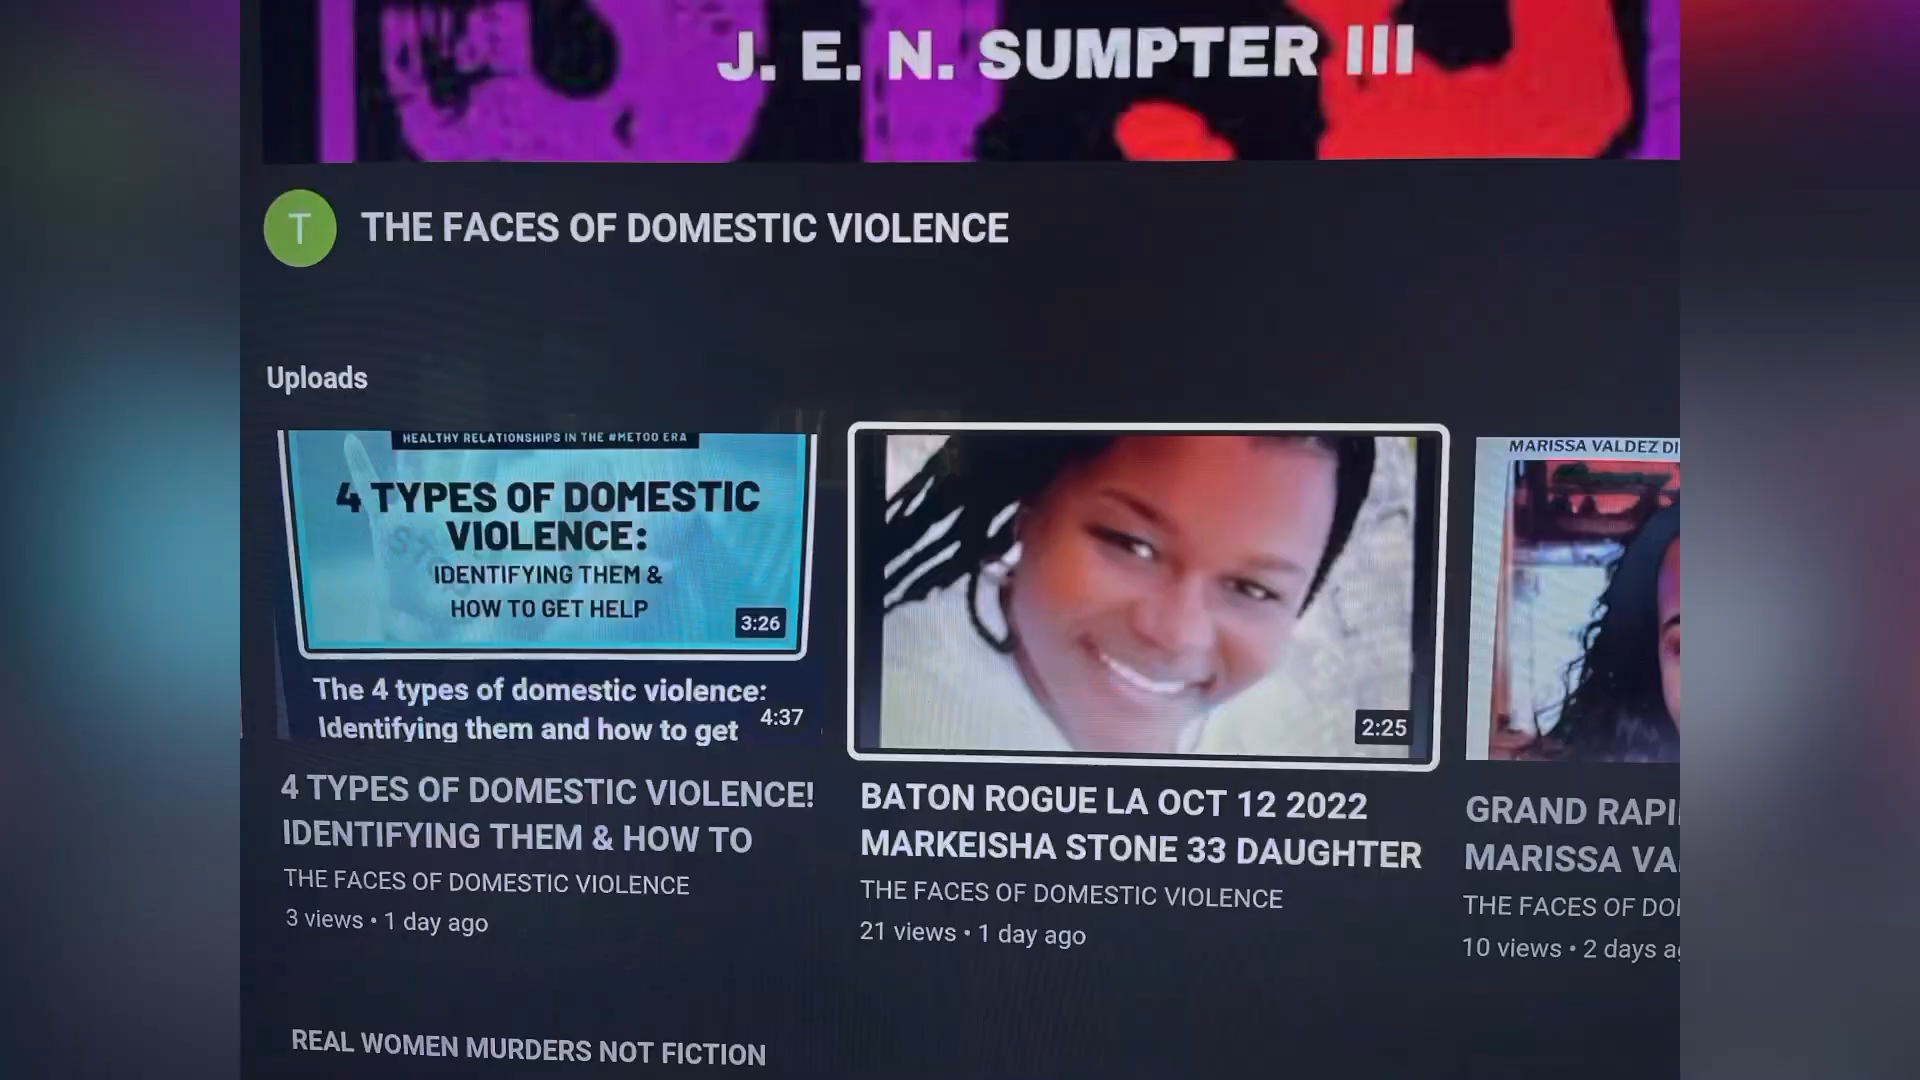 J. E. N. SUMPTER III
T
THE FACES OF DOMESTIC VIOLENCE
Uploads
HEALTHY RELATIONSHIPS IN THE #METOO ERA
4 TYPES OF DOMESTIC
VIOLENCE:
IDENTIFYING THEM &
HOW TO GET HELP
3:26
The 4 types of domestic violence:
Identifying them and how to get
4:37
4 TYPES OF DOMESTIC VIOLENCE!
IDENTIFYING THEM & HOW TO
THE FACES OF DOMESTIC VIOLENCE
3 views • 1 day ago
2:25
BATON ROGUE LA OCT 12 2022
MARKEISHA STONE 33 DAUGHTER
THE FACES OF DOMESTIC VIOLENCE
21 views • 1 day ago
MARISSA VALDEZ DI
GRAND RAPI
MARISSA VA
THE FACES OF DO
10 views • 2 days a
REAL WOMEN MURDERS NOT FICTION